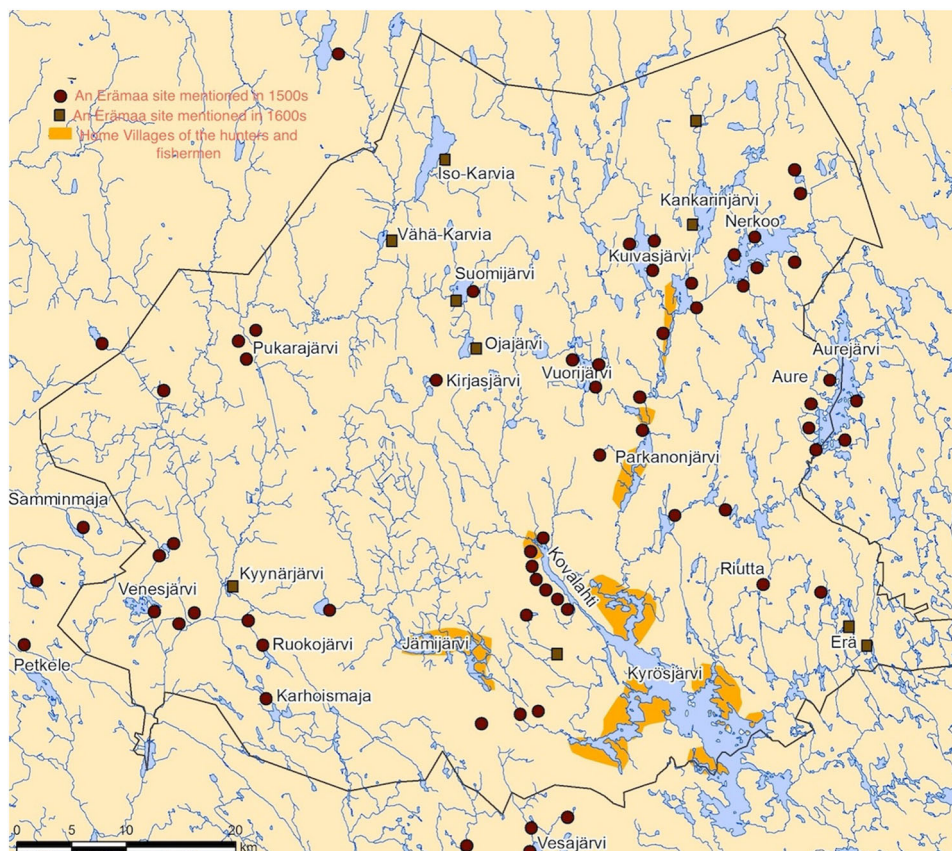 An Erämaa site mentioned in 1500s
An Erämaa site mentioned in 1600s
Home Villages of the hunters and
fishermen
Iso-Karvia
Kankarinjärvi
Nerkoo
Vähä-Karvia
Kuivasjärvi
Suomijärvi
Pukarajärvi
Ojajärvi
Aurejärvi
Vuorijärvi
Aure
Kirjasjärvi
Parkanonjärvi
Samminmaja
Kovalahti
Kyynärjärvi
Riutta
Venesjärvi
Ruokojärvi
Jämijärvi
Erä
Petkele
Kyrösjärvi
Karhoismaja
0 5 10 20
km
Vesajärvi